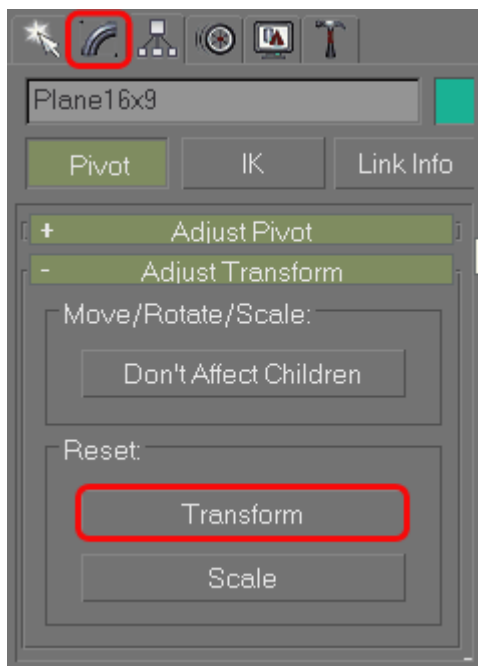 Plane16x9
Pivot IK Link Info
+ Adjust Pivot
- Adjust Transform
Move/Rotate/Scale:
Don't Affect Children
Reset:
Transform
Scale